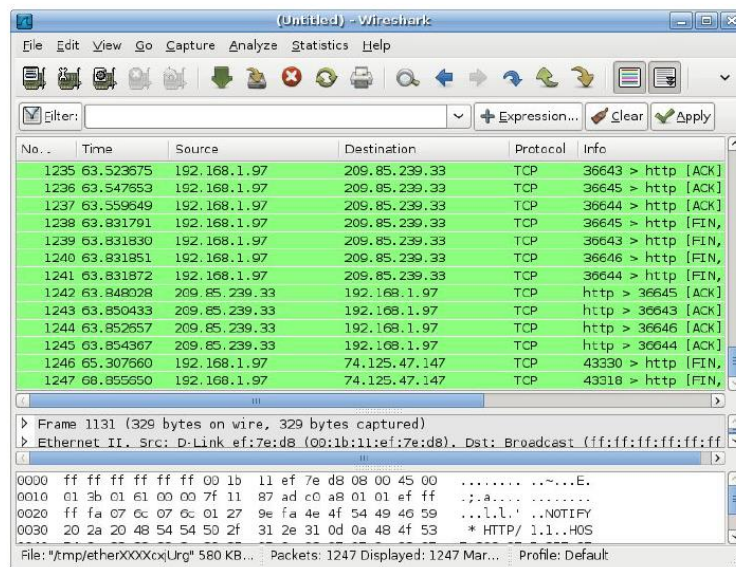 (Untitled) - Wireshark
File Edit View Go Capture Analyze Statistics Help
Filter: Expression... Clear Apply
No. . Time Source Destination Protocol Info
1235 63.523675 192.168.1.97 209.85.239.33 TCP 36643 > http [ACK]
1236 63.547653 192.168.1.97 209.85.239.33 TCP 36645 > http [ACK]
1237 63.559649 192.168.1.97 209.85.239.33 TCP 36644 > http [ACK]
1238 63.831791 192.168.1.97 209.85.239.33 TCP 36645 > http [FIN,
1239 63.831830 192.168.1.97 209.85.239.33 TCP 36643 > http [FIN,
1240 63.831851 192.168.1.97 209.85.239.33 TCP 36646 > http [FIN,
1241 63.831872 192.168.1.97 209.85.239.33 TCP 36644 > http [FIN,
1242 63.848028 209.85.239.33 192.168.1.97 TCP http > 36645 [ACK]
1243 63.850433 209.85.239.33 192.168.1.97 TCP http > 36643 [ACK]
1244 63.852657 209.85.239.33 192.168.1.97 TCP http > 36646 [ACK]
1245 63.854367 209.85.239.33 192.168.1.97 TCP http > 36644 [ACK]
1246 65.307660 192.168.1.97 74.125.47.147 TCP 43330 > http [FIN,
1247 68.855650 192.168.1.97 74.125.47.147 TCP 43318 > http [FIN,
Frame 1131 (329 bytes on wire, 329 bytes captured)
Ethernet II, Src: D-Link ef:7e:d8 (00:1b:11:ef:7e:d8), Dst: Broadcast (ff:ff:ff:ff:ff:ff
0000 ff ff ff ff ff ff 00 1b 11 ef 7e d8 08 00 45 00 ........ ..~...E.
0010 01 3b 01 61 00 00 7f 11 87 ad c0 a8 01 01 ef ff .;.a.... ........
0020 ff fa 07 6c 07 6c 01 27 9e fa 4e 4f 54 49 46 59 ...l.l.' ..NOTIFY
0030 20 2a 20 48 54 54 50 2f 31 2e 31 0d 0a 48 4f 53 * HTTP/ 1.1..HOS
File: "/tmp/etherXXXXcxjUrg" 580 KB... Packets: 1247 Displayed: 1247 Mar... Profile: Default